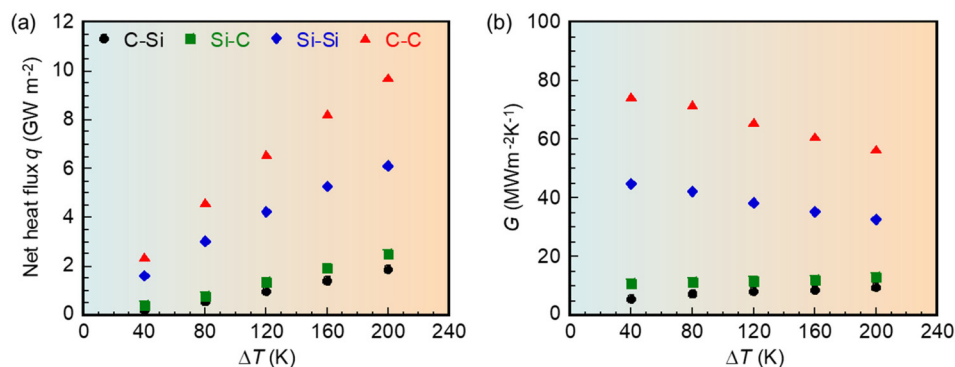 (a)
12
10
8
6
4
2
0
Net heat flux q (GW m-2)
C-Si Si-C Si-Si C-C
0 40 80 120 160 200 240
ΔT (K)
(b)
100
80
60
40
20
0
G (MWm-2K-1)
0 40 80 120 160 200 240
ΔT (K)